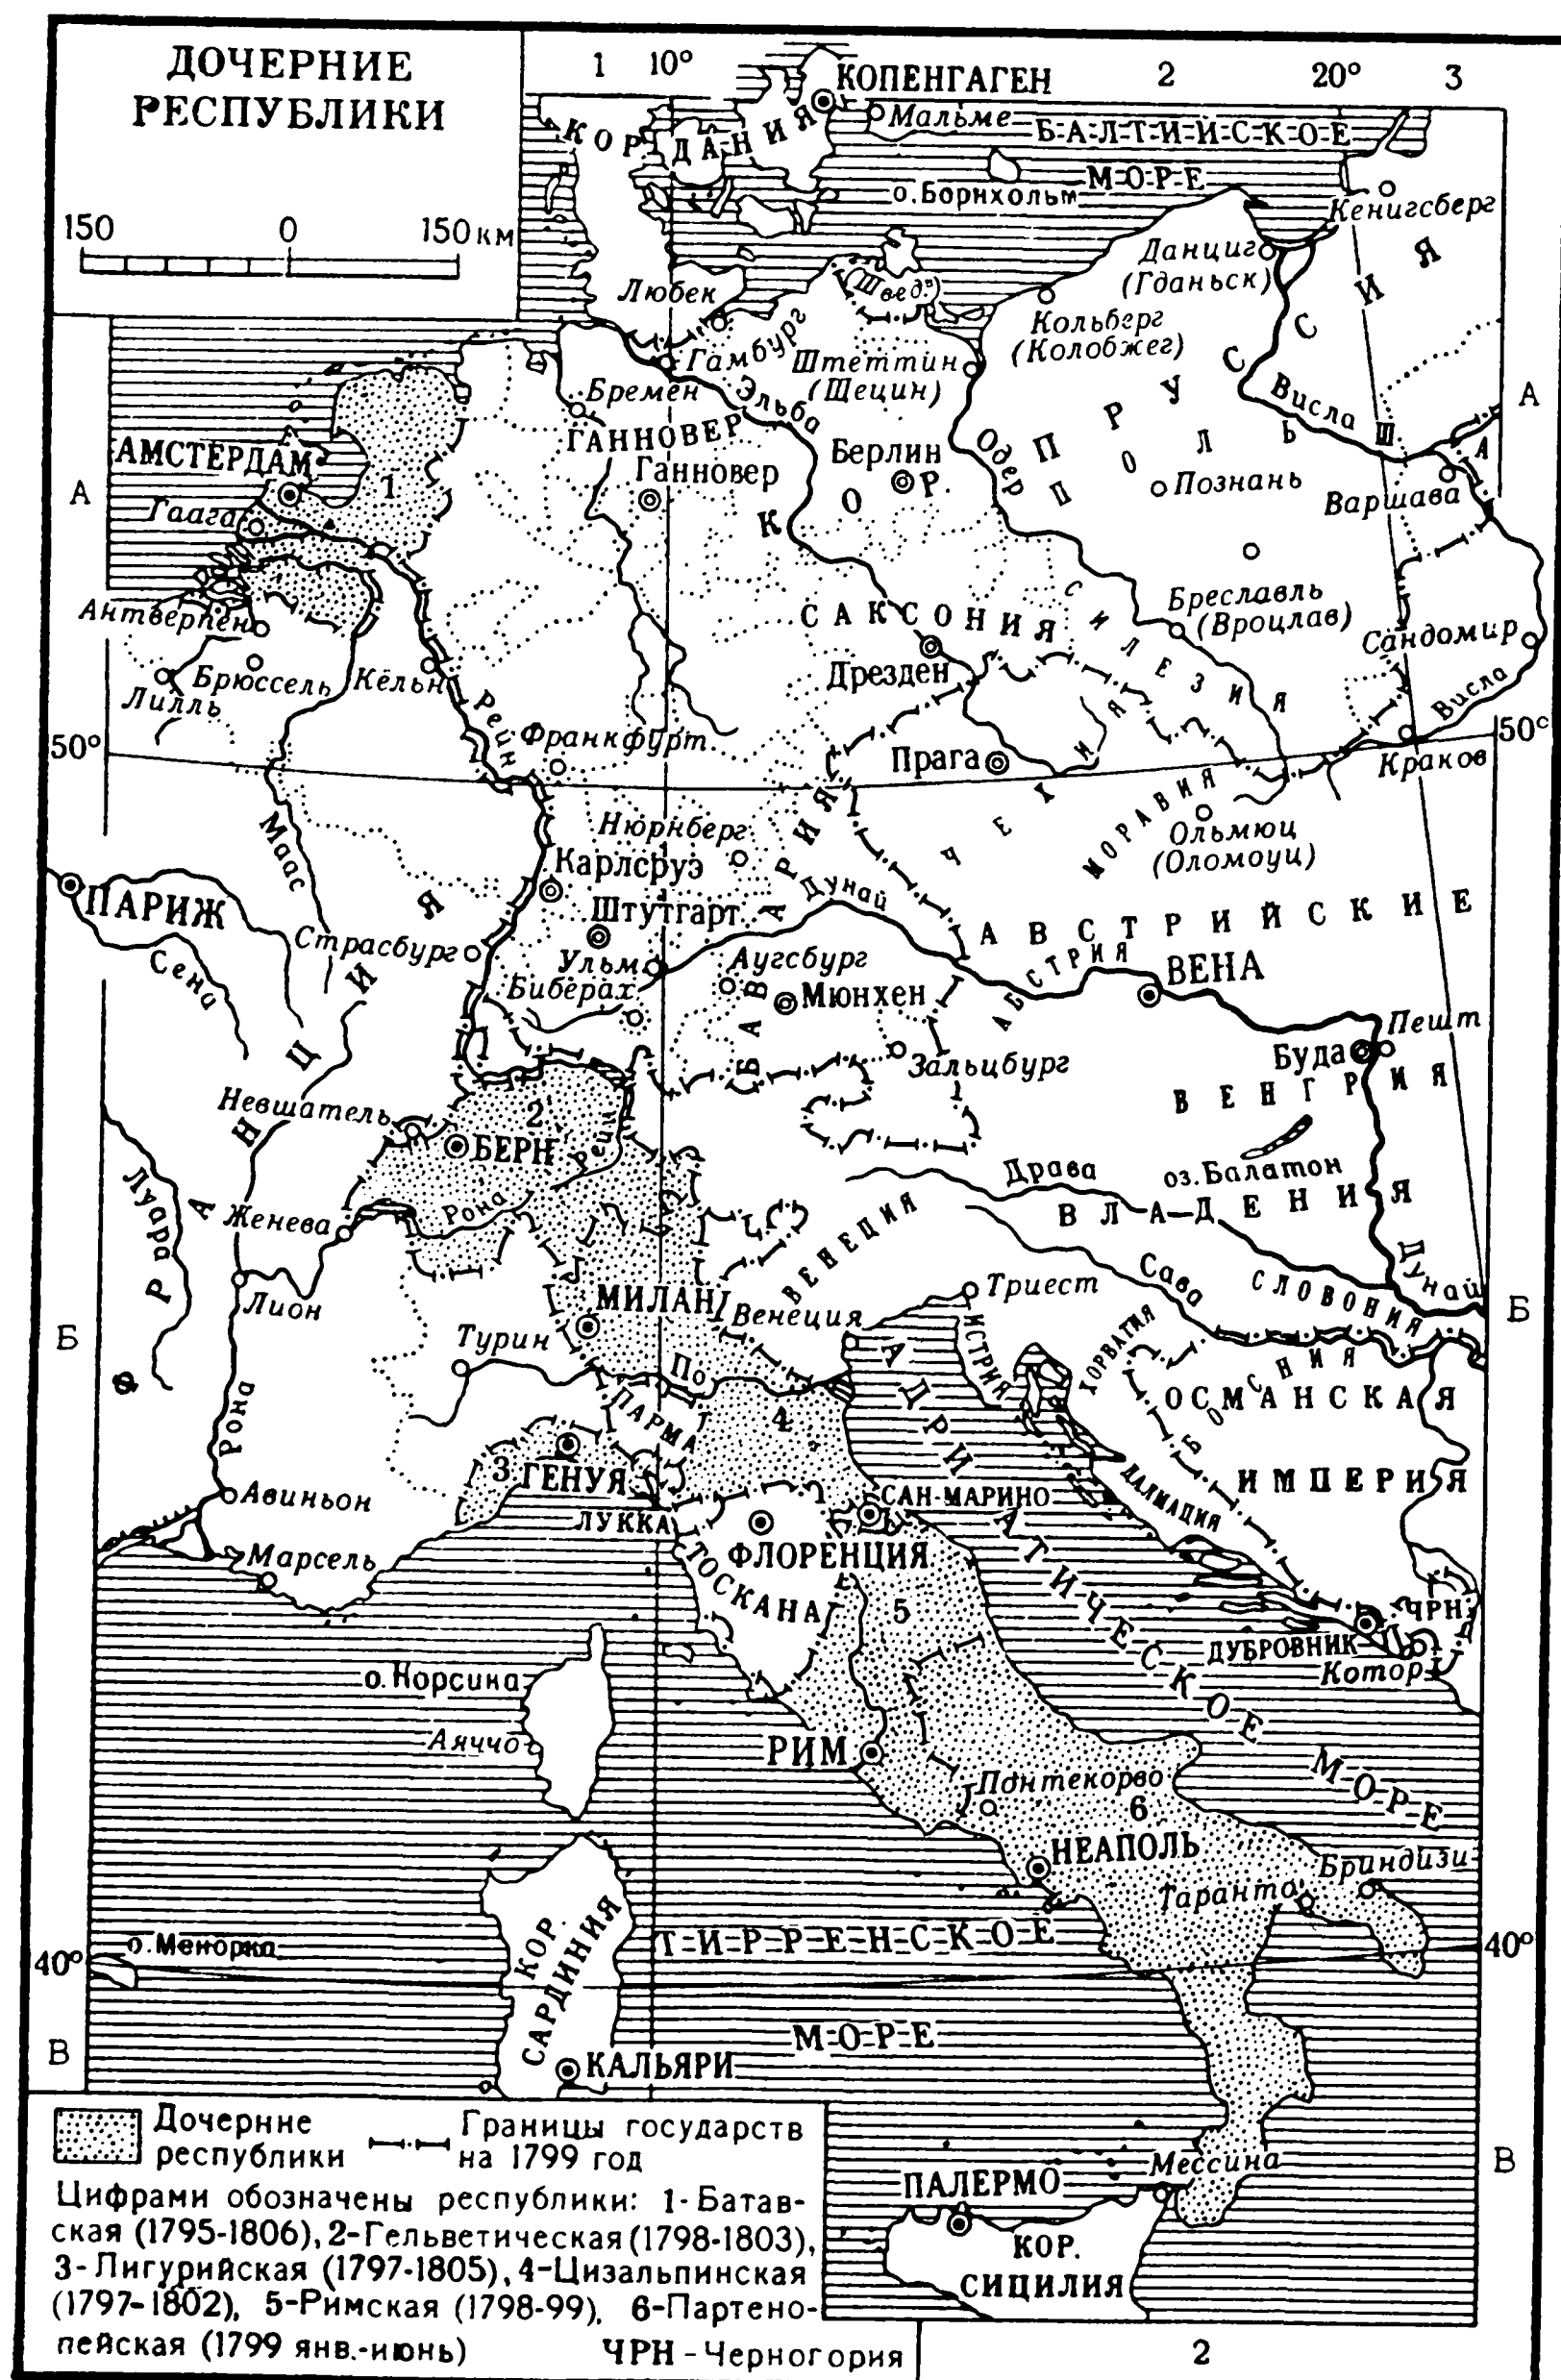 ДОЧЕРНИЕ
РЕСПУБЛИКИ
150 0 150 км
1 10° 2 20° 3
КОПЕНГАГЕН
Мальме
КОР. ДАНИЯ
БАЛТИЙСКОЕ
МОРЕ
о.Борнхольм
Кенигсберг
Данциг
(Гданьск)
(Швед.)
Любек
Кольберг
(Колобжег)
Гамбург
Штеттин
(Щецин)
Бремен
Эльба
Висла
А
ГАННОВЕР
Ганновер
Берлин
КОР.
ПРУССИЯ
ПОЛЬША
Одер
Познань
Варшава
АМСТЕРДАМ
1
А
Гаага
САКСОНИЯ
СИЛЕЗИЯ
Бреславль
(Вроцлав)
Сандомир
Антверпен
Брюссель
Кёльн
Лилль
Дрезден
Рейн
Висла
Франкфурт
50°
50°
Прага
Краков
ЧЕХИЯ
МОРАВИЯ
Ольмюц
(Оломоуц)
Маас
Нюрнберг
Карлсруэ
Дунай
ПАРИЖ
Штутгарт
БАВАРИЯ
АВСТРИЙСКИЕ
Страсбург
Сена
Ульм
Аугсбург
АВСТРИЯ
ВЕНА
Биберах
Мюнхен
Пешт
Буда
Зальцбург
ВЕНГРИЯ
Невшатель
2
БЕРН
Рейн
Драва
оз.Балатон
Луара
ФРАНЦИЯ
Женева
Рона
ВЛАДЕНИЯ
ВЕНЕЦИЯ
Дунай
Лион
МИЛАН
Венеция
Триест
Сава
СЛОВОНИЯ
Б
Б
Турин
ИСТРИЯ
ХОРВАТИЯ
По
БОСНИЯ
ОСМАНСКАЯ
ПАРМА
4
Рона
3
ГЕНУЯ
ИМПЕРИЯ
Авиньон
ЛУККА
САН-МАРИНО
ДАЛМАЦИЯ
Марсель
ФЛОРЕНЦИЯ
ТОСКАНА
5
АДРИАТИЧЕСКОЕ МОРЕ
ЧРН
ДУБРОВНИК
Котор
о.Корсика
Аяччо
РИМ
Понтекорво
6
НЕАПОЛЬ
Бриндизи
Таранто
КОР.
САРДИНИЯ
ТИРРЕНСКОЕ
МОРЕ
о.Менорка
40°
40°
В
КАЛЬЯРИ
В
Мессина
ПАЛЕРМО
КОР.
СИЦИЛИЯ
2
Дочерние
республики
Границы государств
на 1799 год
Цифрами обозначены республики: 1-Батав-
ская (1795-1806), 2-Гельветическая (1798-1803),
3-Лигурийская (1797-1805), 4-Цизальпинская
(1797-1802), 5-Римская (1798-99), 6-Партено-
пейская (1799 янв.-июнь) ЧРН-Черногория